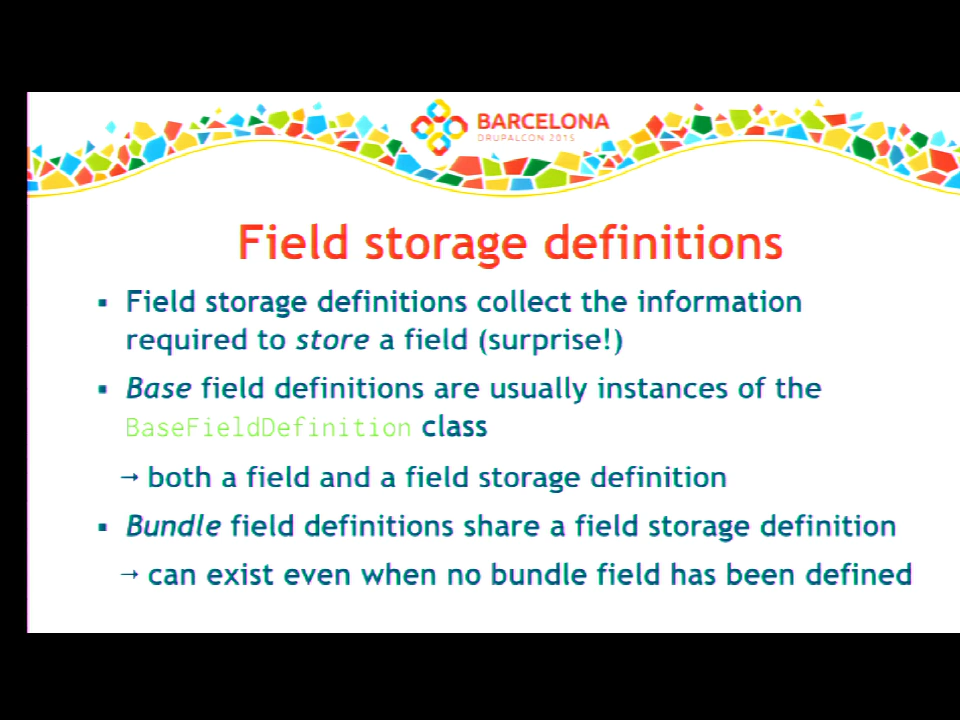 BARCELONA
DRUPALCON 2015
Field storage definitions
▪ Field storage definitions collect the information
required to store a field (surprise!)
▪ Base field definitions are usually instances of the
BaseFieldDefinition class
→ both a field and a field storage definition
▪ Bundle field definitions share a field storage definition
→ can exist even when no bundle field has been defined